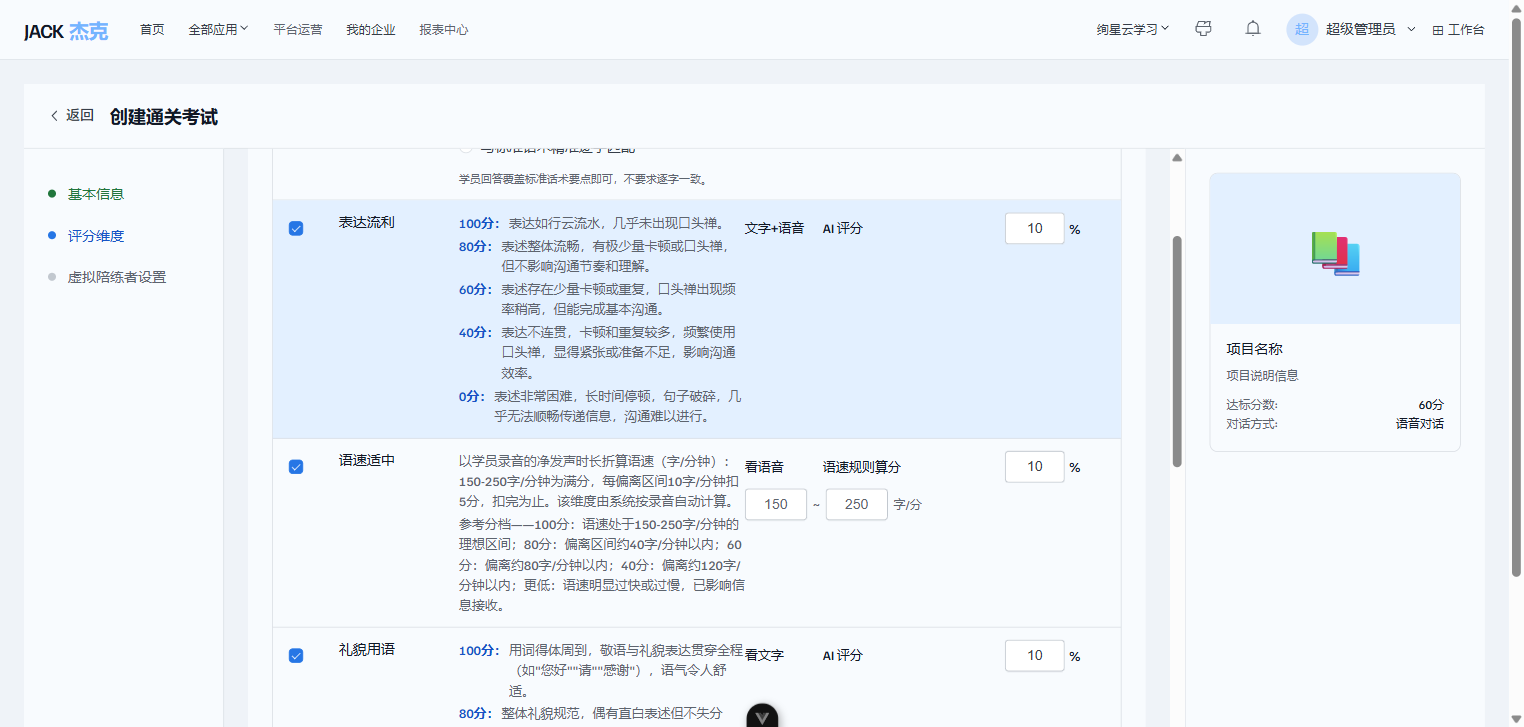 JACK 杰克
首页
全部应用
平台运营
我的企业
报表中心
绚星云学习
超
超级管理员
工作台
返回
创建通关考试
基本信息
评分维度
虚拟陪练者设置
与标准话术精准逐字匹配
学员回答覆盖标准话术要点即可，不要求逐字一致。
表达流利
100分：表达如行云流水，几乎未出现口头禅。
80分：表述整体流畅，有极少量卡顿或口头禅，
但不影响沟通节奏和理解。
60分：表述存在少量卡顿或重复，口头禅出现频
率稍高，但能完成基本沟通。
40分：表达不连贯，卡顿和重复较多，频繁使用
口头禅，显得紧张或准备不足，影响沟通
效率。
0分：表述非常困难，长时间停顿，句子破碎，几
乎无法顺畅传递信息，沟通难以进行。
文字+语音
AI 评分
10 %
语速适中
以学员录音的净发声时长折算语速（字/分钟）：
150-250字/分钟为满分，每偏离区间10字/分钟扣
5分，扣完为止。该维度由系统按录音自动计算。
参考分档——100分：语速处于150-250字/分钟的
理想区间；80分：偏离区间约40字/分钟以内；60
分：偏离约80字/分钟以内；40分：偏离约120字/
分钟以内；更低：语速明显过快或过慢，已影响信
息接收。
看语音
语速规则算分
150 ~ 250 字/分
10 %
礼貌用语
100分：用词得体周到，敬语与礼貌表达贯穿全程
（如"您好""请""感谢"），语气令人舒
适。
80分：整体礼貌规范，偶有直白表述但不失分
看文字
AI 评分
10 %
项目名称
项目说明信息
达标分数: 60分
对话方式: 语音对话